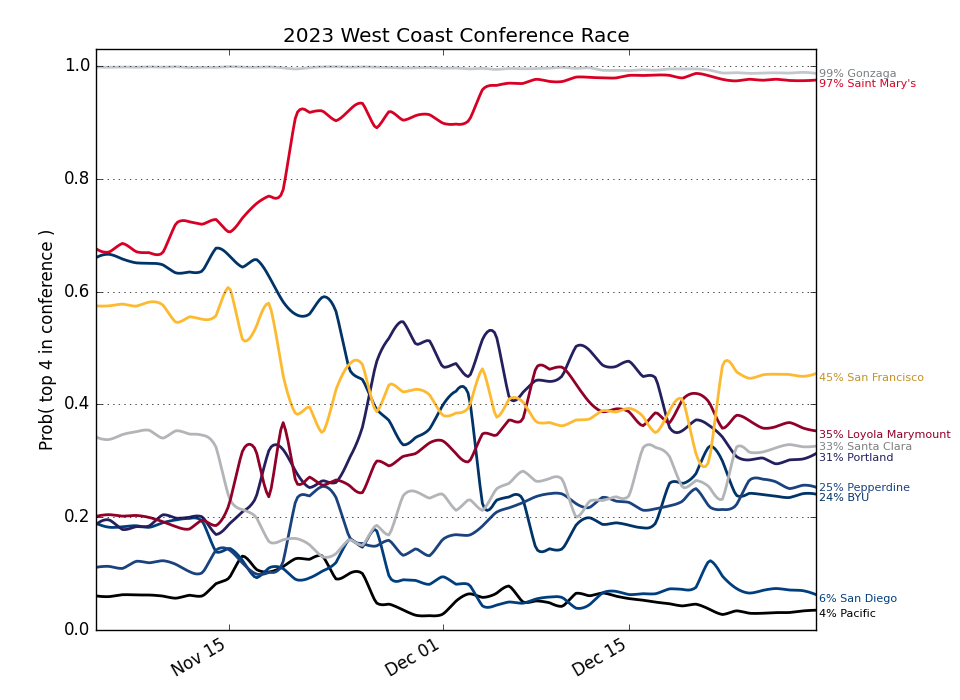 2023 West Coast Conference Race
Prob( top 4 in conference )
1.0
0.8
0.6
0.4
0.2
0.0
Nov 15
Dec 01
Dec 15
99% Gonzaga
97% Saint Mary's
45% San Francisco
35% Loyola Marymount
33% Santa Clara
31% Portland
25% Pepperdine
24% BYU
6% San Diego
4% Pacific